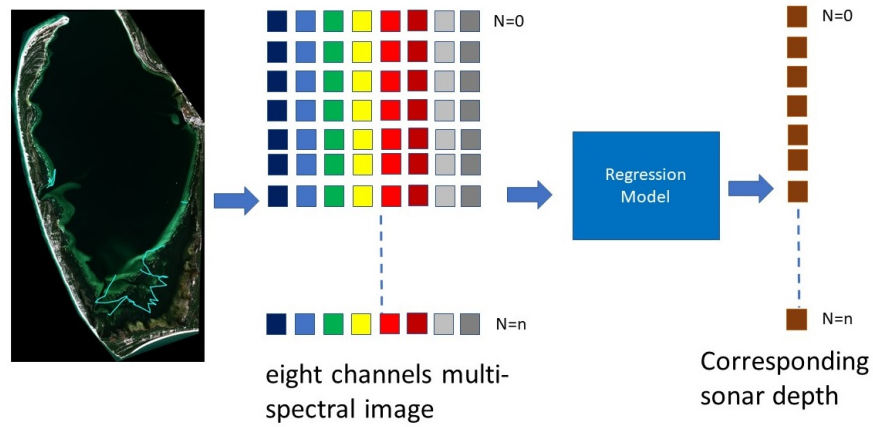 N=0
N=0
Regression
Model
N=n
N=n
eight channels multi-
spectral image
Corresponding
sonar depth